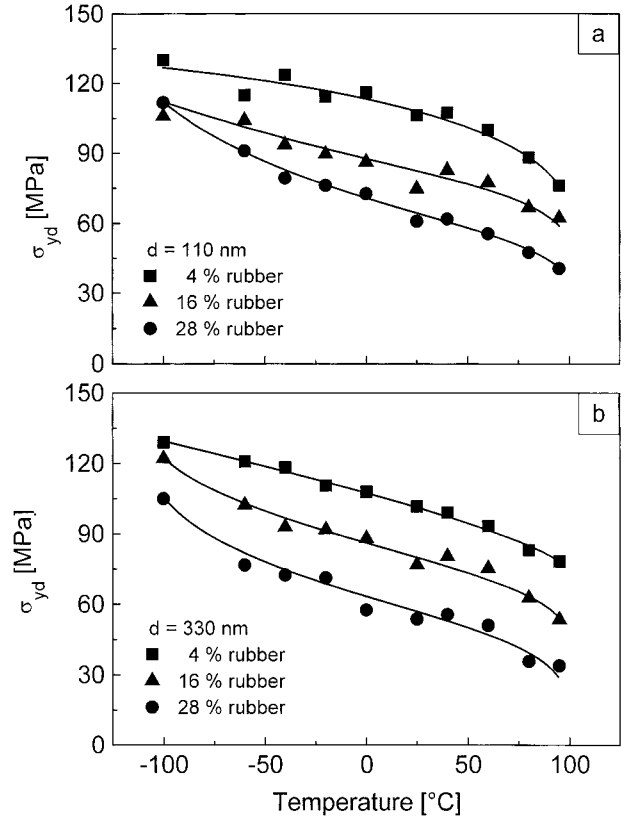 150
a
120
90
σyd [MPa]
60
30
0
d = 110 nm
4 % rubber
16 % rubber
28 % rubber
150
b
120
90
σyd [MPa]
60
30
0
d = 330 nm
4 % rubber
16 % rubber
28 % rubber
-100 -50 0 50 100
Temperature [°C]